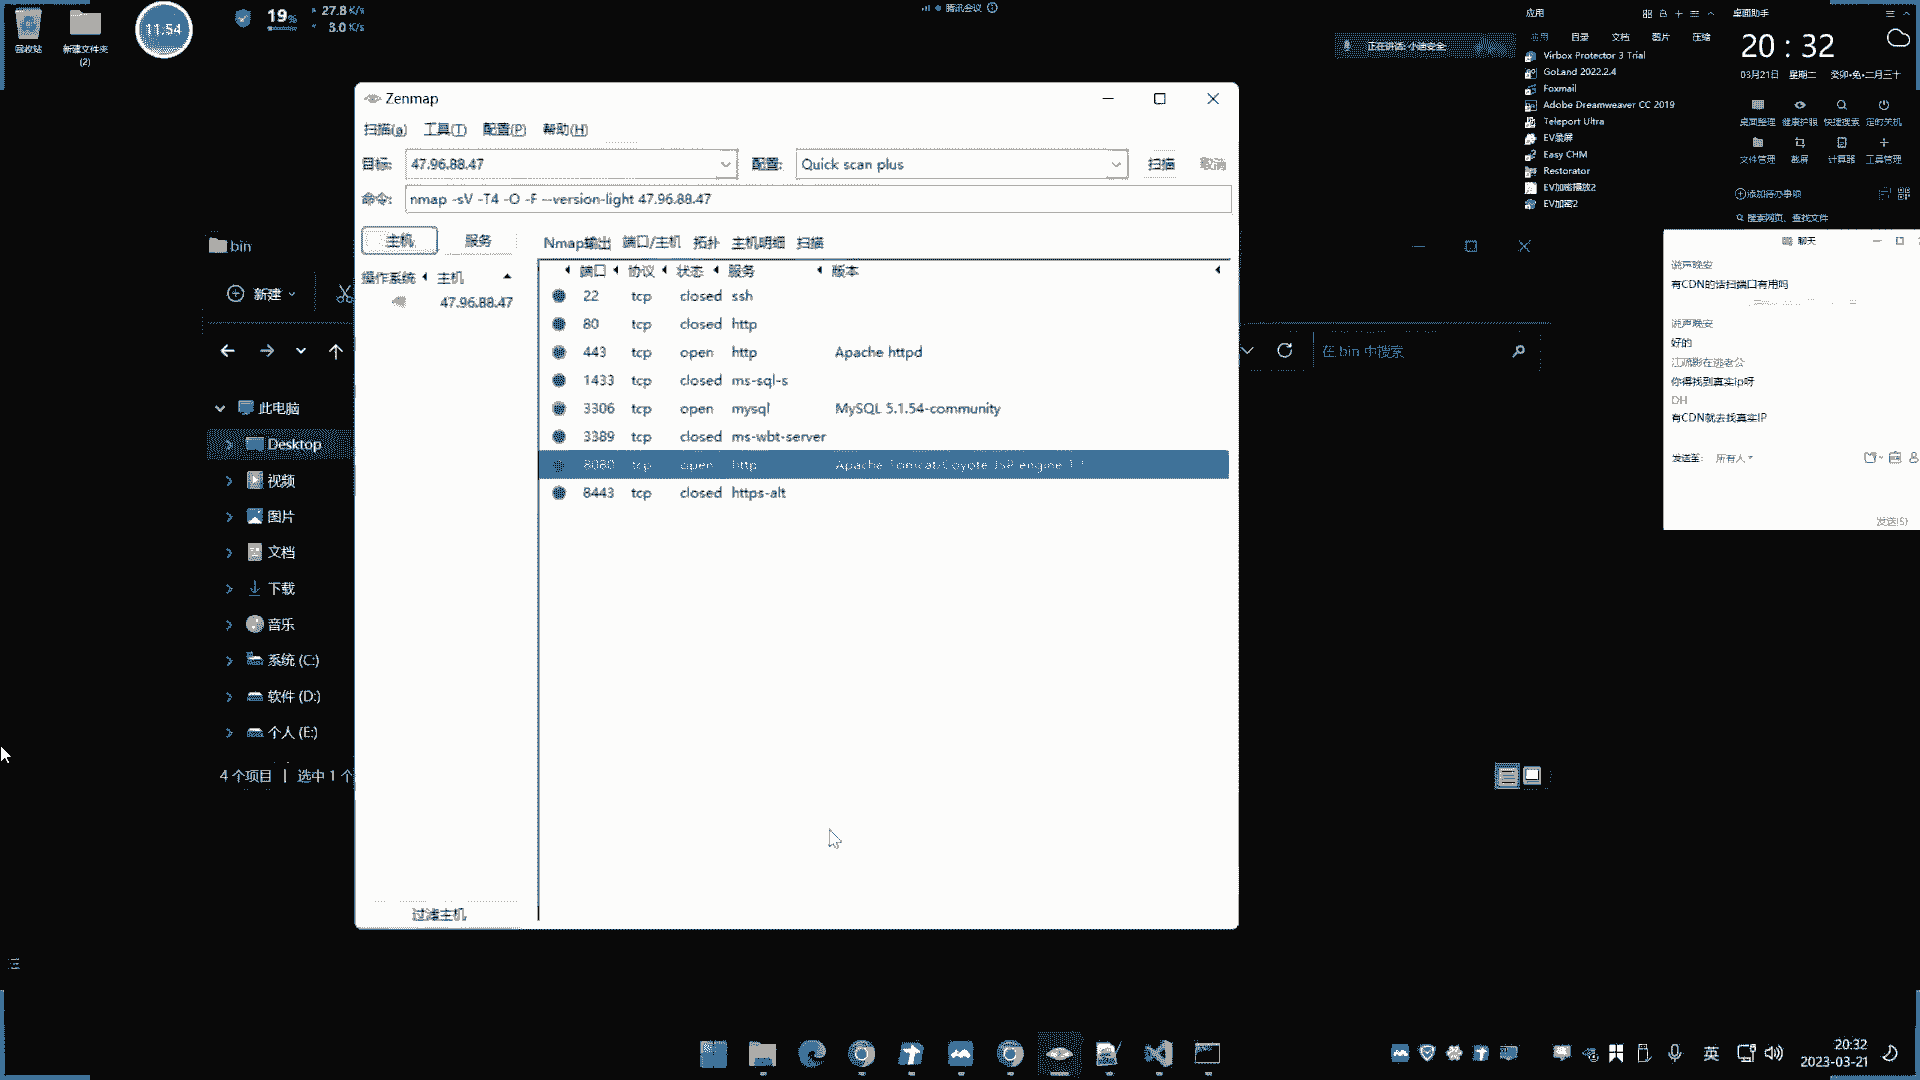 回收站
新建文件夹
(2)
11:54
19%
27.8 K/s
3.0 K/s
腾讯会议
正在讲话: 小迪安全
应用
应用 目录 文档 图片 压缩
Virbox Protector 3 Trial
GoLand 2022.2.4
Foxmail
Adobe Dreamweaver CC 2019
Teleport Ultra
EV录屏
Easy CHM
Restorator
EV加密播放2
EV加密2
桌面助手
20 : 32
03月21日 星期二 癸卯•兔•二月三十
桌面整理 健康护眼 快捷搜索 定时关机
文件管理 截屏 计算器 工具管理
添加待办事项
搜索网页、查找文件
Zenmap
扫描(a) 工具(T) 配置(P) 帮助(H)
目标: 47.96.88.47 配置: Quick scan plus 扫描 取消
命令: nmap -sV -T4 -O -F --version-light 47.96.88.47
主机 服务
Nmap输出 端口/主机 拓扑 主机明细 扫描
操作系统 主机
47.96.88.47
端口 协议 状态 服务 版本
22 tcp closed ssh
80 tcp closed http
443 tcp open http Apache httpd
1433 tcp closed ms-sql-s
3306 tcp open mysql MySQL 5.1.54-community
3389 tcp closed ms-wbt-server
8080 tcp open http Apache Tomcat/Coyote JSP engine 1.1
8443 tcp closed https-alt
过滤主机
bin
新建
在 bin 中搜索
此电脑
Desktop
视频
图片
文档
下载
音乐
系统 (C:)
软件 (D:)
个人 (E:)
4 个项目 | 选中 1 个
聊天
说声晚安
有CDN的话扫端口有用吗
说声晚安
好的
你得找到真实ip呀
DH
有CDN就去找真实IP
发送至: 所有人
发送(S)
英
20:32
2023-03-21